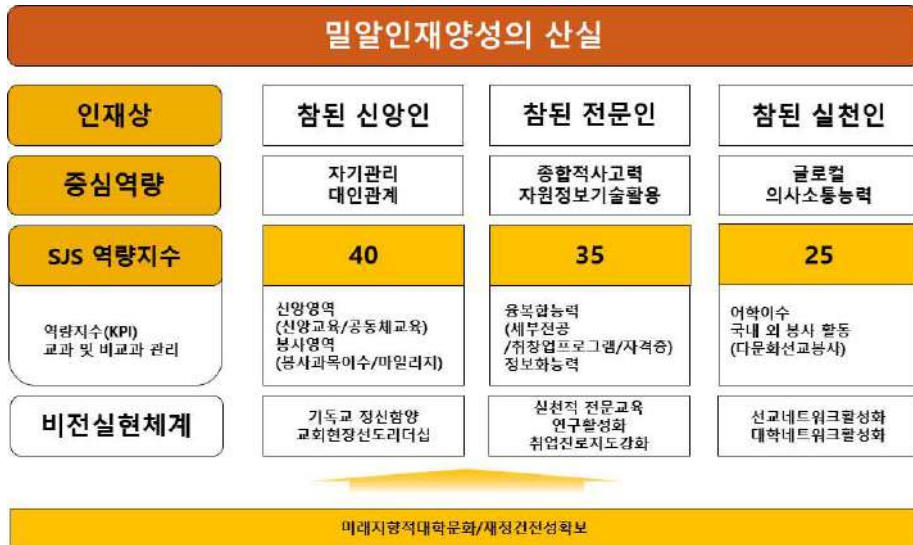 밀알인재양성의 산실
인재상
참된 신앙인
참된 전문인
참된 실천인
중심역량
자기관리
대인관계
종합적사고력
자원정보기술활용
글로컬
의사소통능력
SJS 역량지수
40
35
25
역량지수(KPI)
교과 및 비교과 관리
신앙영역
(신앙교육/공동체교육)
봉사영역
(봉사과목이수/마일리지)
융복합능력
(세부전공
/취창업프로그램/자격증)
정보화능력
어학이수
국내 외 봉사 활동
(다문화선교봉사)
비전실현체계
기독교 정신함양
교회현장선도리더십
실천적 전문교육
연구활성화
취업진로지도강화
선교네트워크활성화
대학네트워크활성화
미래지향적대학문화/재정건전성확보